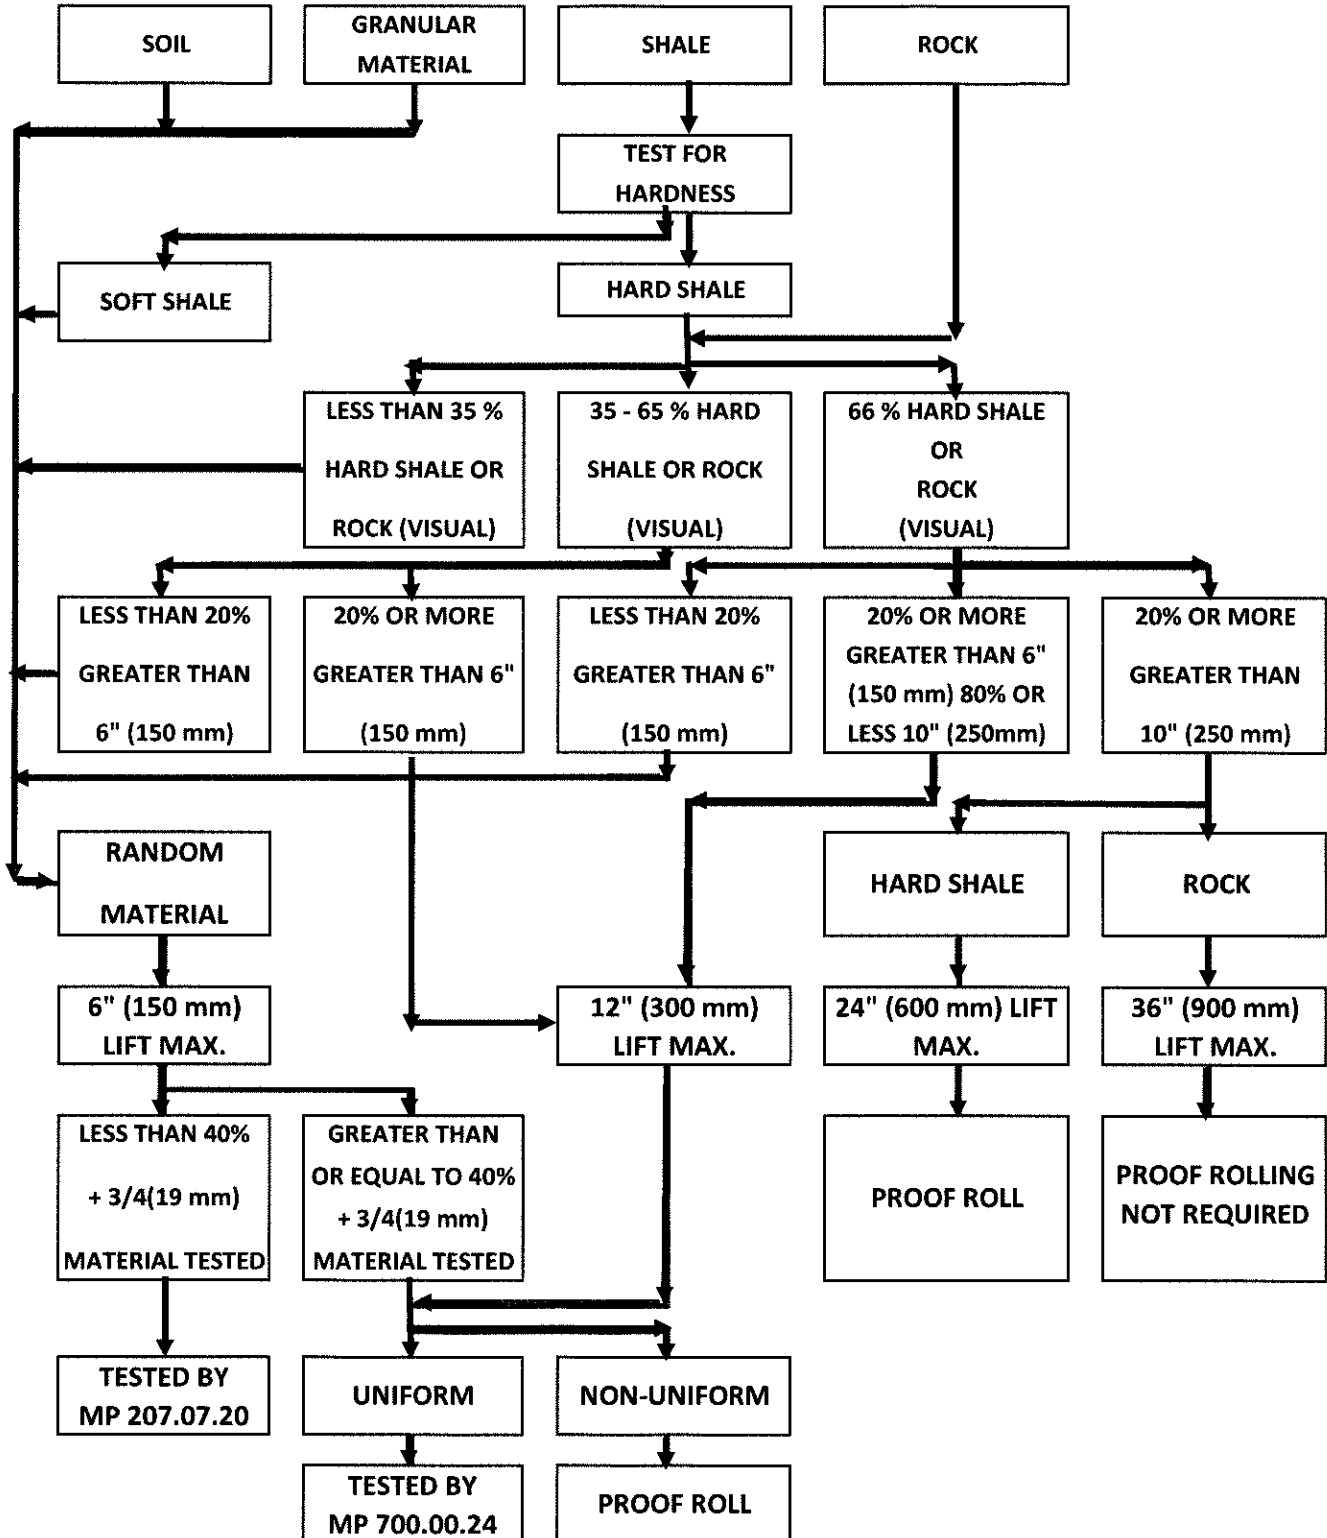 SOIL
GRANULAR
MATERIAL
SHALE
ROCK
TEST FOR
HARDNESS
SOFT SHALE
HARD SHALE
LESS THAN 35 %
HARD SHALE OR
ROCK (VISUAL)
35 - 65 % HARD
SHALE OR ROCK
(VISUAL)
66 % HARD SHALE
OR
ROCK
(VISUAL)
LESS THAN 20%
GREATER THAN
6" (150 mm)
20% OR MORE
GREATER THAN 6"
(150 mm)
LESS THAN 20%
GREATER THAN 6"
(150 mm)
20% OR MORE
GREATER THAN 6"
(150 mm) 80% OR
LESS 10" (250mm)
20% OR MORE
GREATER THAN
10" (250 mm)
RANDOM
MATERIAL
HARD SHALE
ROCK
6" (150 mm)
LIFT MAX.
12" (300 mm)
LIFT MAX.
24" (600 mm) LIFT
MAX.
36" (900 mm)
LIFT MAX.
LESS THAN 40%
+ 3/4(19 mm)
MATERIAL TESTED
GREATER THAN
OR EQUAL TO 40%
+ 3/4(19 mm)
MATERIAL TESTED
PROOF ROLL
PROOF ROLLING
NOT REQUIRED
TESTED BY
MP 207.07.20
UNIFORM
NON-UNIFORM
TESTED BY
MP 700.00.24
PROOF ROLL